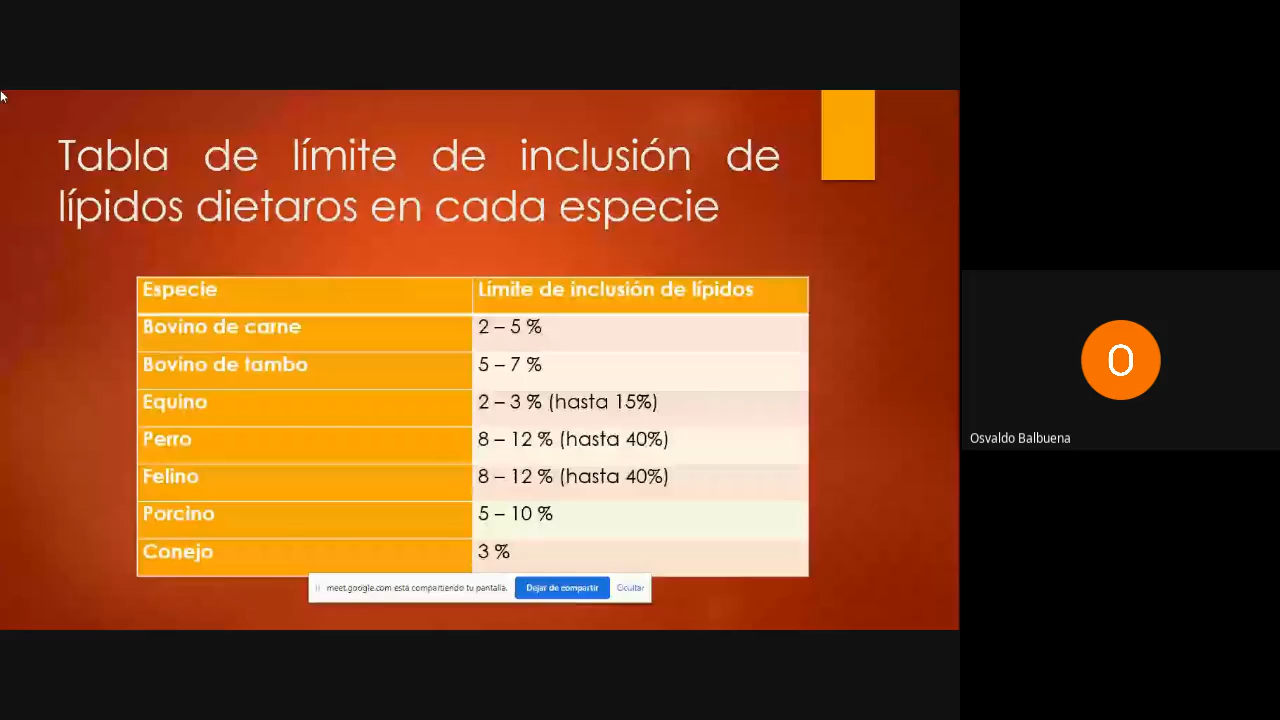 Tabla de límite de inclusión de
lípidos dietaros en cada especie
Especie Límite de inclusión de lípidos
Bovino de carne 2 – 5 %
Bovino de tambo 5 – 7 %
Equino 2 – 3 % (hasta 15%)
Perro 8 – 12 % (hasta 40%)
Felino 8 – 12 % (hasta 40%)
Porcino 5 – 10 %
Conejo 3 %
meet.google.com está compartiendo tu pantalla. Dejar de compartir Ocultar
O
Osvaldo Balbuena